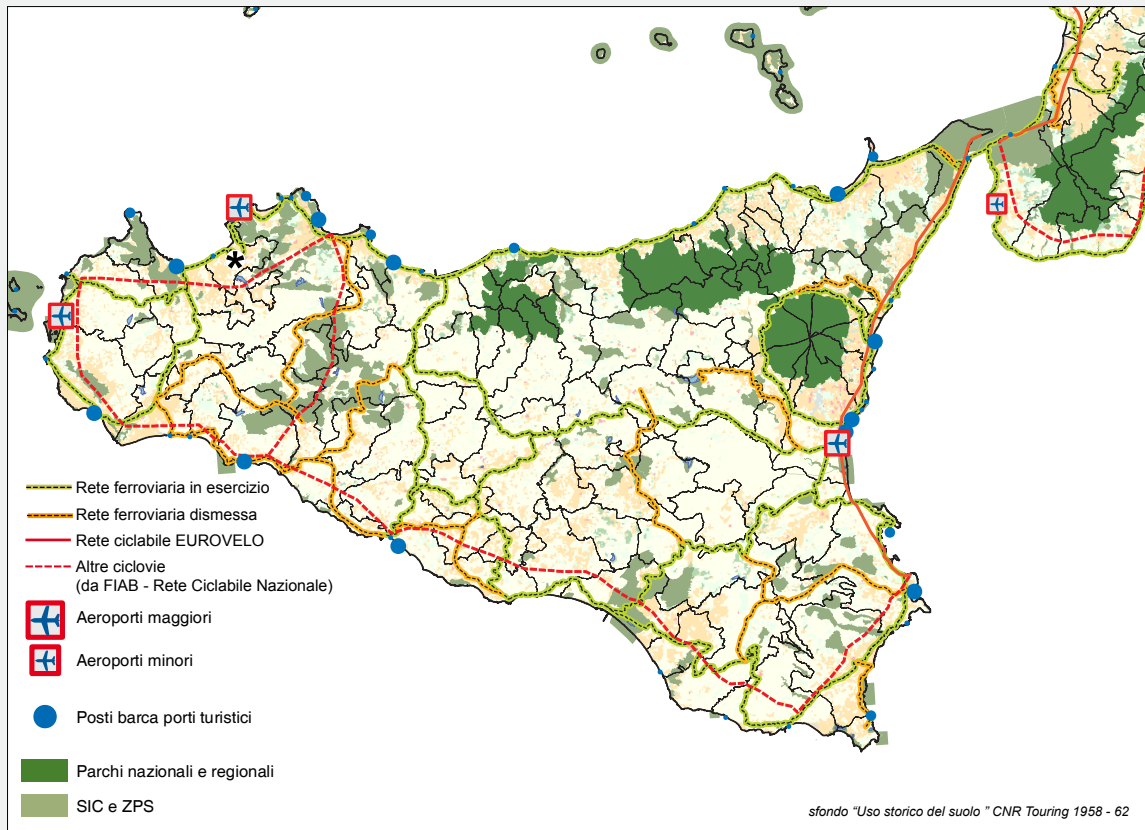 *
Rete ferroviaria in esercizio
Rete ferroviaria dismessa
Rete ciclabile EUROVELO
Altre ciclovie
(da FIAB - Rete Ciclabile Nazionale)
Aeroporti maggiori
Aeroporti minori
Posti barca porti turistici
Parchi nazionali e regionali
SIC e ZPS
sfondo “Uso storico del suolo ” CNR Touring 1958 - 62